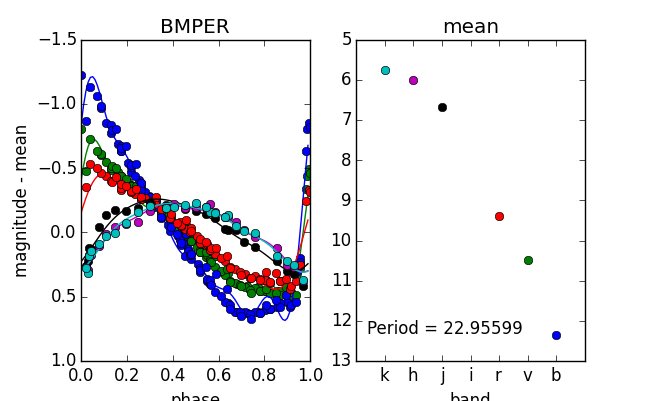 BMPER
mean
−1.5
−1.0
−0.5
0.0
0.5
1.0
magnitude - mean
0.0 0.2 0.4 0.6 0.8 1.0
phase
5
6
7
8
9
10
11
12
13
Period = 22.95599
k h j i r v b
band